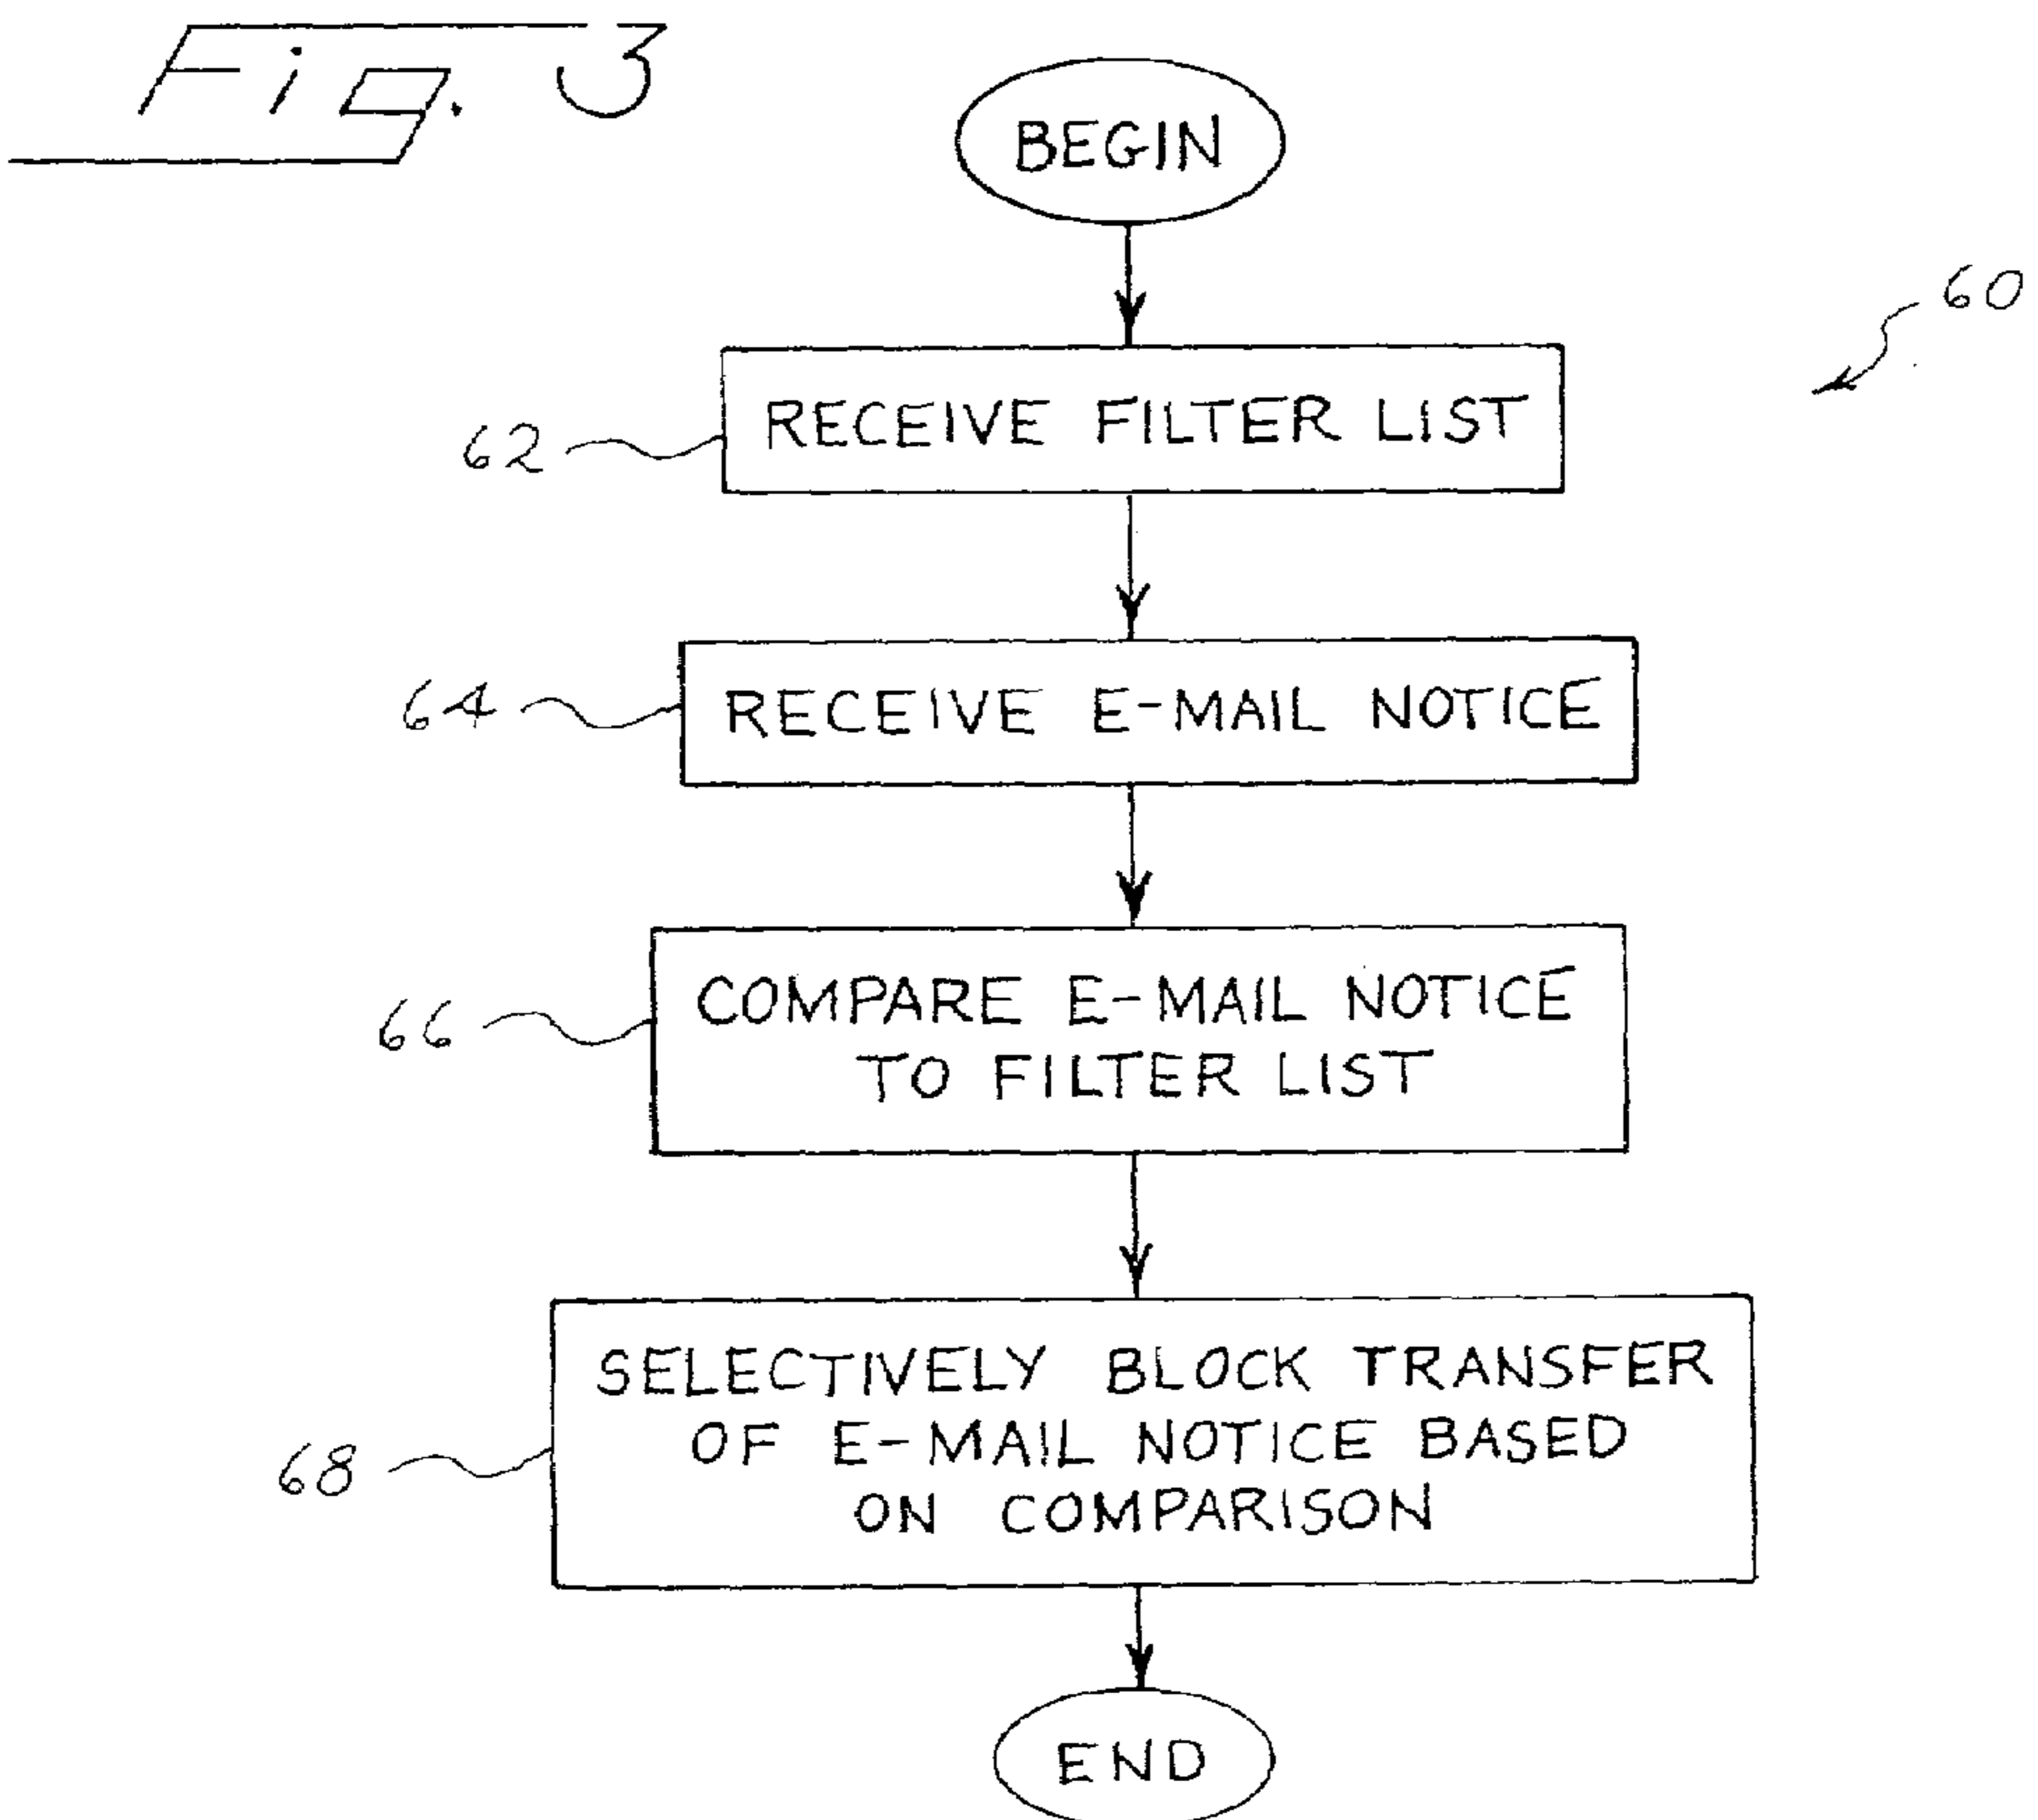 Fig. 3
BEGIN
60
RECEIVE FILTER LIST
62
RECEIVE E-MAIL NOTICE
64
COMPARE E-MAIL NOTICE
TO FILTER LIST
66
SELECTIVELY BLOCK TRANSFER
OF E-MAIL NOTICE BASED
ON COMPARISON
68
END